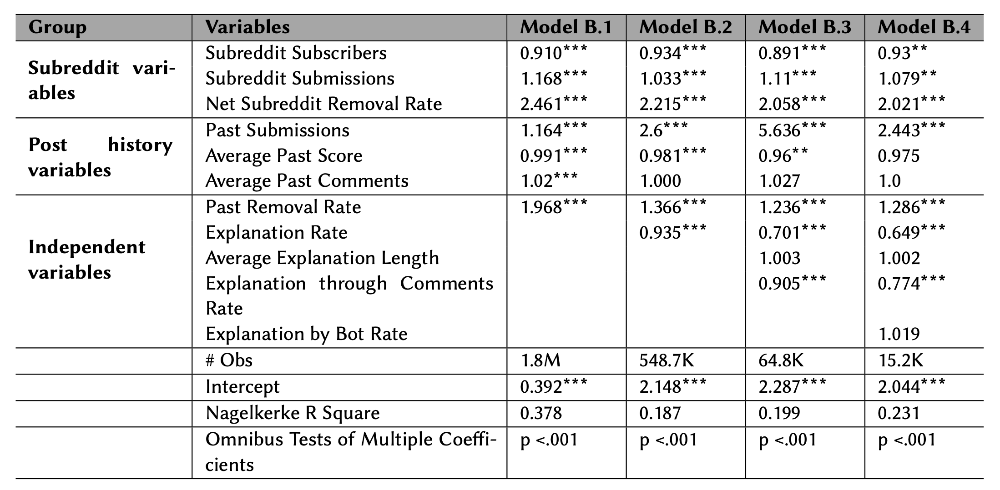 Group Variables Model B.1 Model B.2 Model B.3 Model B.4
Subreddit vari-
ables
Subreddit Subscribers 0.910*** 0.934*** 0.891*** 0.93**
Subreddit Submissions 1.168*** 1.033*** 1.11*** 1.079**
Net Subreddit Removal Rate 2.461*** 2.215*** 2.058*** 2.021***
Post history
variables
Past Submissions 1.164*** 2.6*** 5.636*** 2.443***
Average Past Score 0.991*** 0.981*** 0.96** 0.975
Average Past Comments 1.02*** 1.000 1.027 1.0
Independent
variables
Past Removal Rate 1.968*** 1.366*** 1.236*** 1.286***
Explanation Rate 0.935*** 0.701*** 0.649***
Average Explanation Length 1.003 1.002
Explanation through Comments 0.905*** 0.774***
Rate
Explanation by Bot Rate 1.019
# Obs 1.8M 548.7K 64.8K 15.2K
Intercept 0.392*** 2.148*** 2.287*** 2.044***
Nagelkerke R Square 0.378 0.187 0.199 0.231
Omnibus Tests of Multiple Coeffi- p <.001 p <.001 p <.001 p <.001
cients